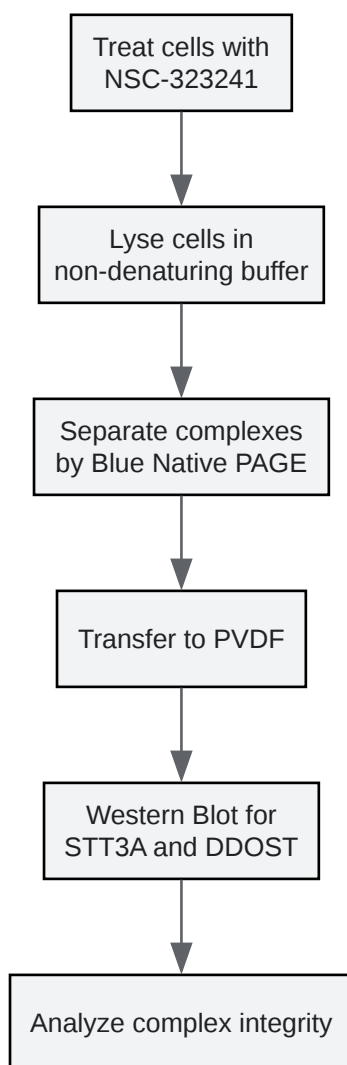 Treat cells with
NSC-323241
Lyse cells in
non-denaturing buffer
Separate complexes
by Blue Native PAGE
Transfer to PVDF
Western Blot for
STT3A and DDOST
Analyze complex integrity